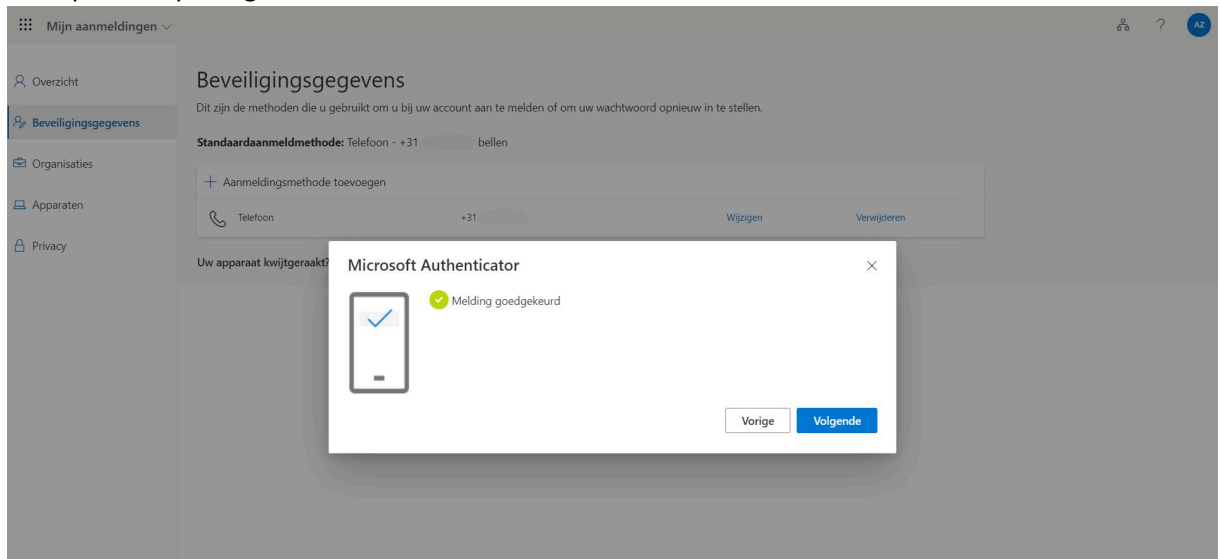 Mijn aanmeldingen
?
AZ
Overzicht
Beveiligingsgegevens
Organisaties
Apparaten
Privacy
Beveiligingsgegevens
Dit zijn de methoden die u gebruikt om u bij uw account aan te melden of om uw wachtwoord opnieuw in te stellen.
Standaardaanmeldmethode: Telefoon - +31 bellen
+ Aanmeldingsmethode toevoegen
Telefoon +31 Wijzigen Verwijderen
Uw apparaat kwijtgeraakt?
Microsoft Authenticator
Melding goedgekeurd
Vorige Volgende